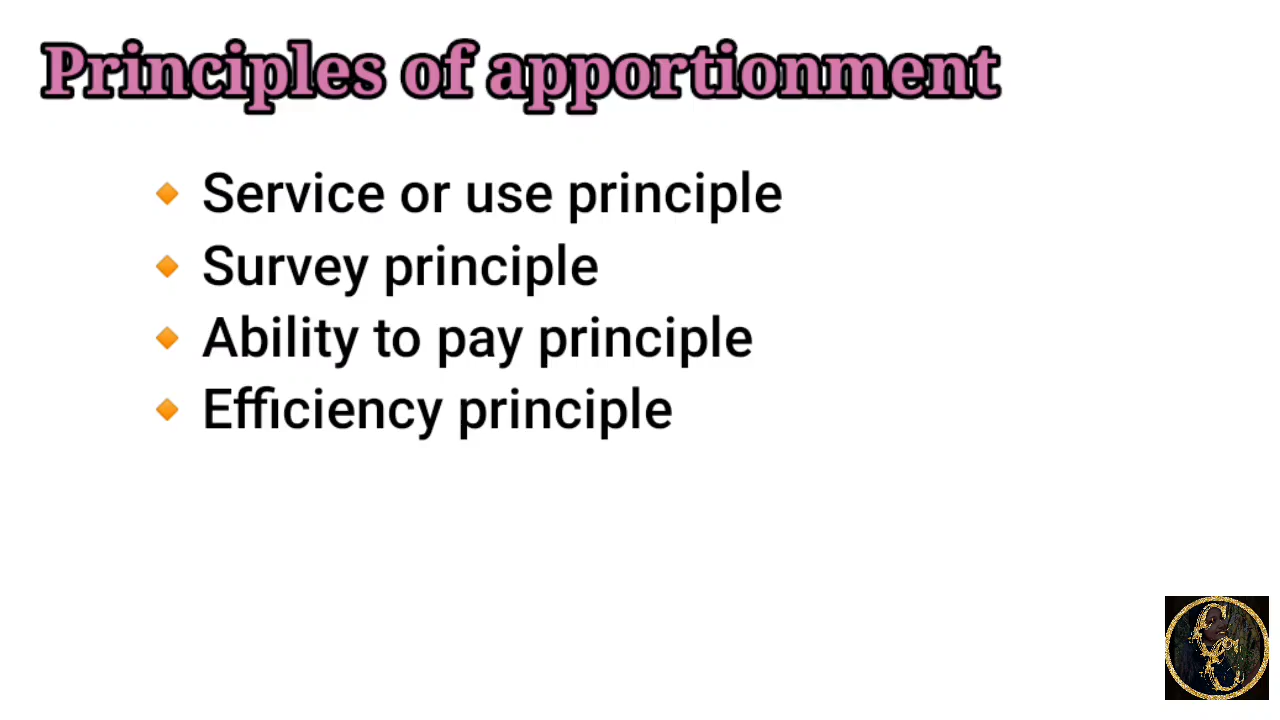 Principles of apportionment
🔸 Service or use principle
🔸 Survey principle
🔸 Ability to pay principle
🔸 Efficiency principle